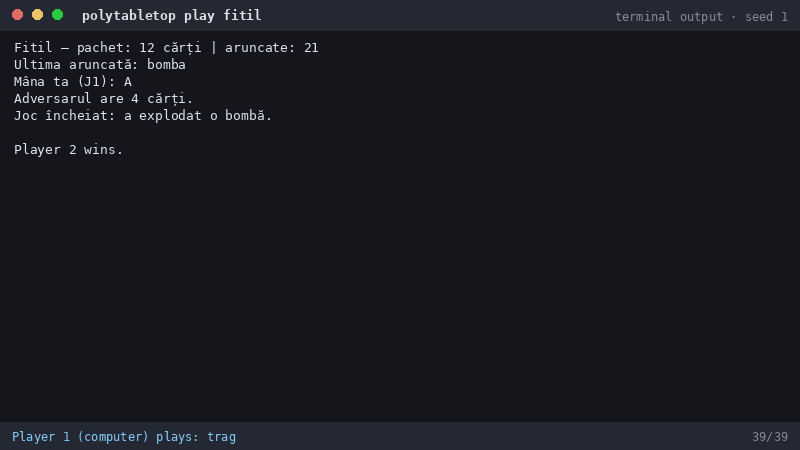 polytabletop play fitil
terminal output · seed 1
Fitil — pachet: 12 cărți | aruncate: 21
Ultima aruncată: bomba
Mâna ta (J1): A
Adversarul are 4 cărți.
Joc încheiat: a explodat o bombă.
Player 2 wins.
Player 1 (computer) plays: trag
39/39